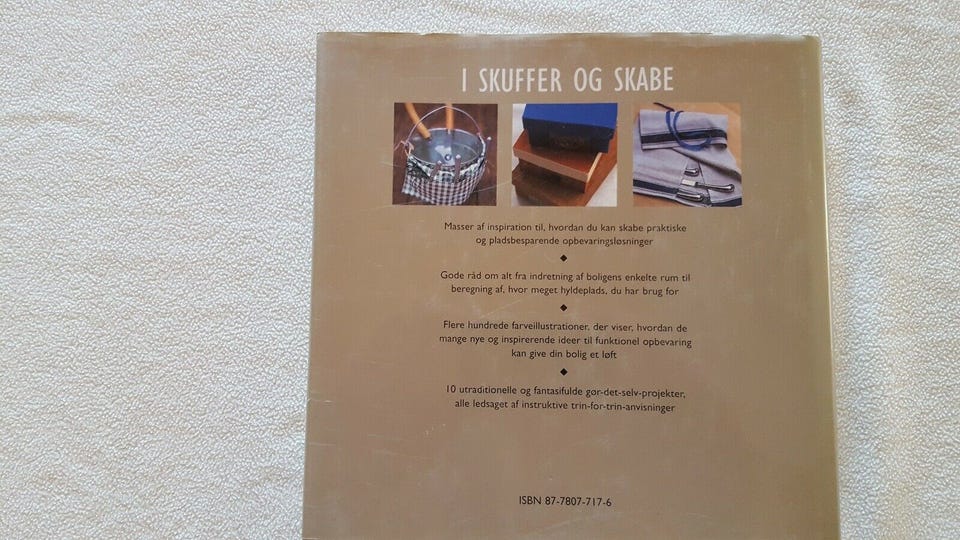 I SKUFFER OG SKABE
Masser af inspiration til, hvordan du kan skabe praktiske
og pladsbesparende opbevaringsløsninger
Gode råd om alt fra indretning af boligens enkelte rum til
beregning af, hvor meget hyldeplads, du har brug for
Flere hundrede farveillustrationer, der viser, hvordan de
mange nye og inspirerende ideer til funktionel opbevaring
kan give din bolig et løft
10 utraditionelle og fantasifulde gør-det-selv-projekter,
alle ledsaget af instruktive trin-for-trin-anvisninger
ISBN 87-7807-717-6